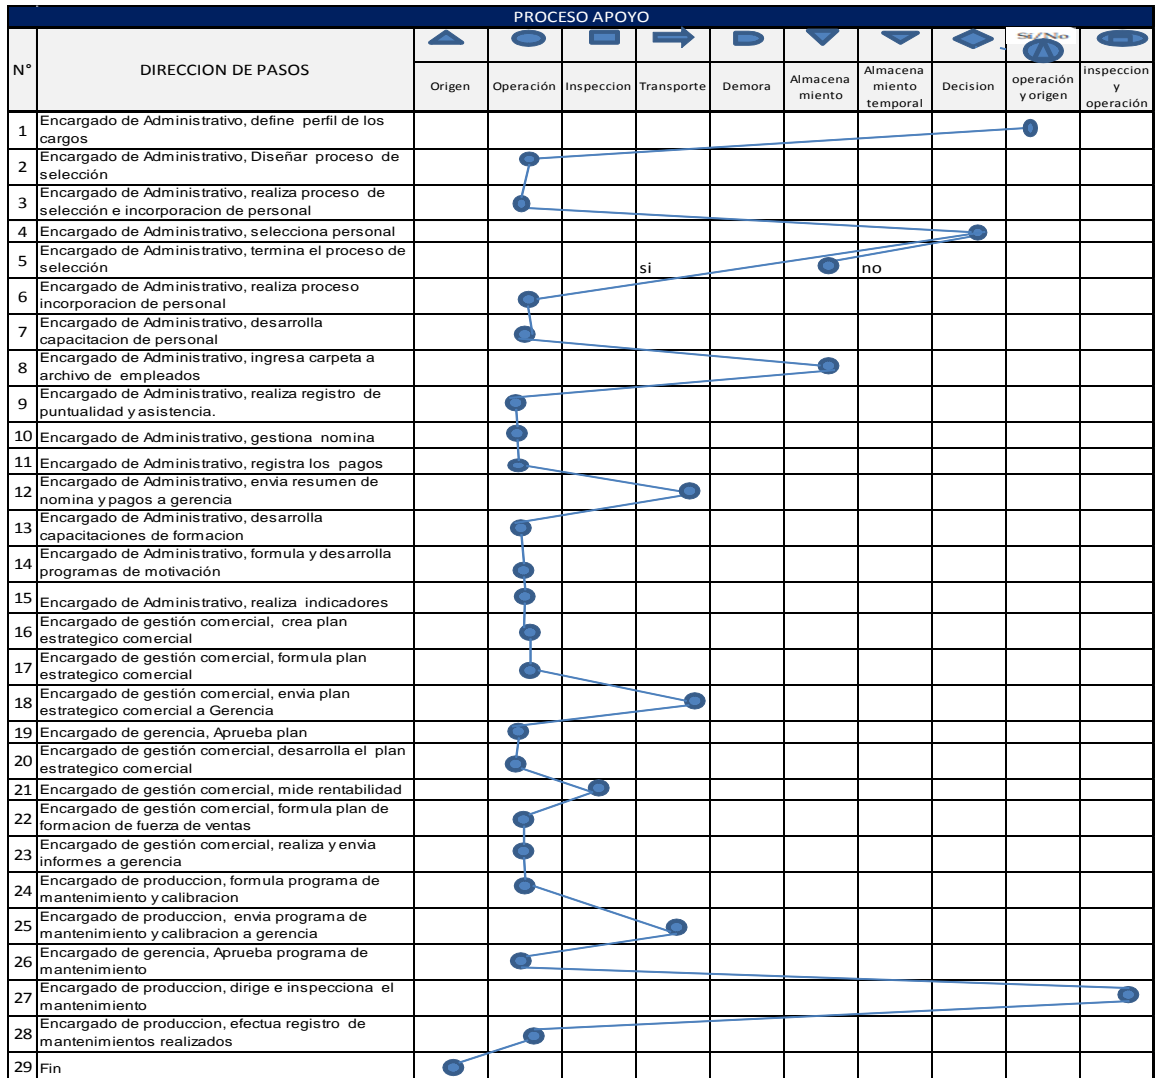 PROCESO APOYO
Si/No
N°
DIRECCION DE PASOS
Origen
Operación
Inspeccion
Transporte
Demora
Almacena
miento
Almacena
miento
temporal
Decision
operación
y origen
inspeccion
y
operación
1
Encargado de Administrativo, define perfil de los
cargos
2
Encargado de Administrativo, Diseñar proceso de
selección
3
Encargado de Administrativo, realiza proceso de
selección e incorporacion de personal
4
Encargado de Administrativo, selecciona personal
5
Encargado de Administrativo, termina el proceso de
selección
si
no
6
Encargado de Administrativo, realiza proceso
incorporacion de personal
7
Encargado de Administrativo, desarrolla
capacitacion de personal
8
Encargado de Administrativo, ingresa carpeta a
archivo de empleados
9
Encargado de Administrativo, realiza registro de
puntualidad y asistencia.
10
Encargado de Administrativo, gestiona nomina
11
Encargado de Administrativo, registra los pagos
12
Encargado de Administrativo, envia resumen de
nomina y pagos a gerencia
13
Encargado de Administrativo, desarrolla
capacitaciones de formacion
14
Encargado de Administrativo, formula y desarrolla
programas de motivación
15
Encargado de Administrativo, realiza indicadores
16
Encargado de gestión comercial, crea plan
estrategico comercial
17
Encargado de gestión comercial, formula plan
estrategico comercial
18
Encargado de gestión comercial, envia plan
estrategico comercial a Gerencia
19
Encargado de gerencia, Aprueba plan
20
Encargado de gestión comercial, desarrolla el plan
estrategico comercial
21
Encargado de gestión comercial, mide rentabilidad
22
Encargado de gestión comercial, formula plan de
formacion de fuerza de ventas
23
Encargado de gestión comercial, realiza y envia
informes a gerencia
24
Encargado de produccion, formula programa de
mantenimiento y calibracion
25
Encargado de produccion, envia programa de
mantenimiento y calibracion a gerencia
26
Encargado de gerencia, Aprueba programa de
mantenimiento
27
Encargado de produccion, dirige e inspecciona el
mantenimiento
28
Encargado de produccion, efectua registro de
mantenimientos realizados
29
Fin